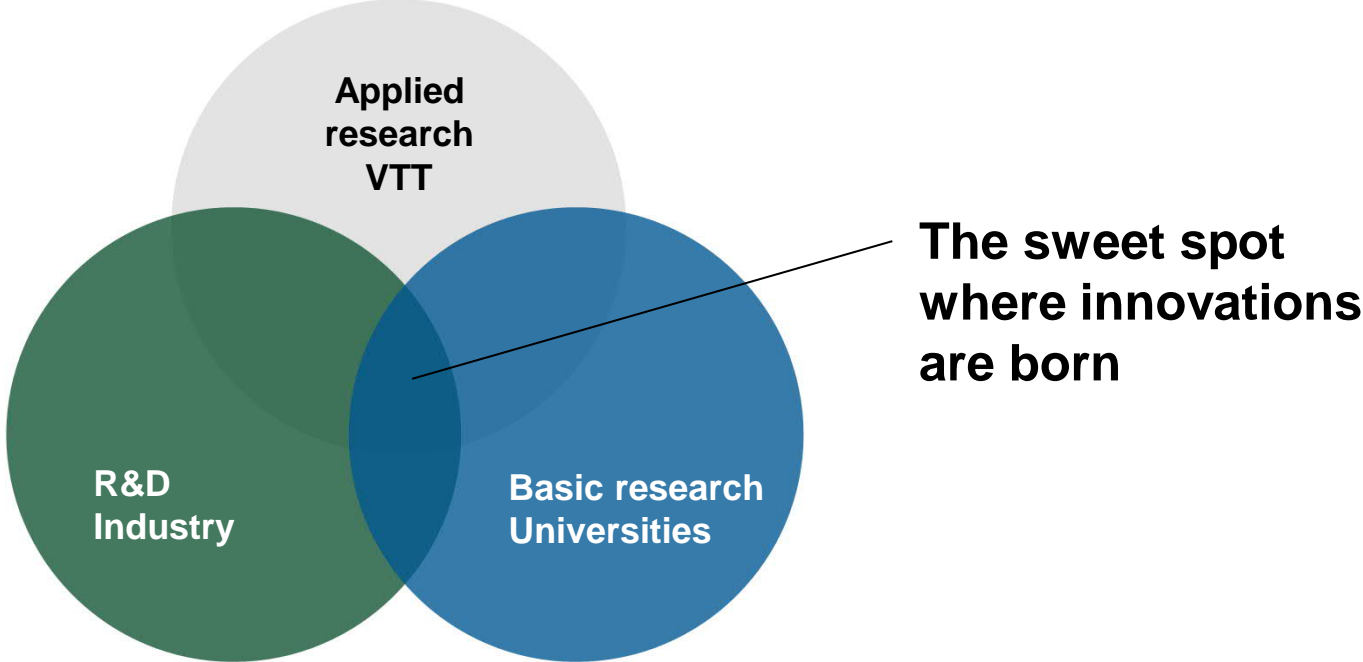 Applied
research
VTT
The sweet spot
where innovations
are born
R&D
Industry
Basic research
Universities